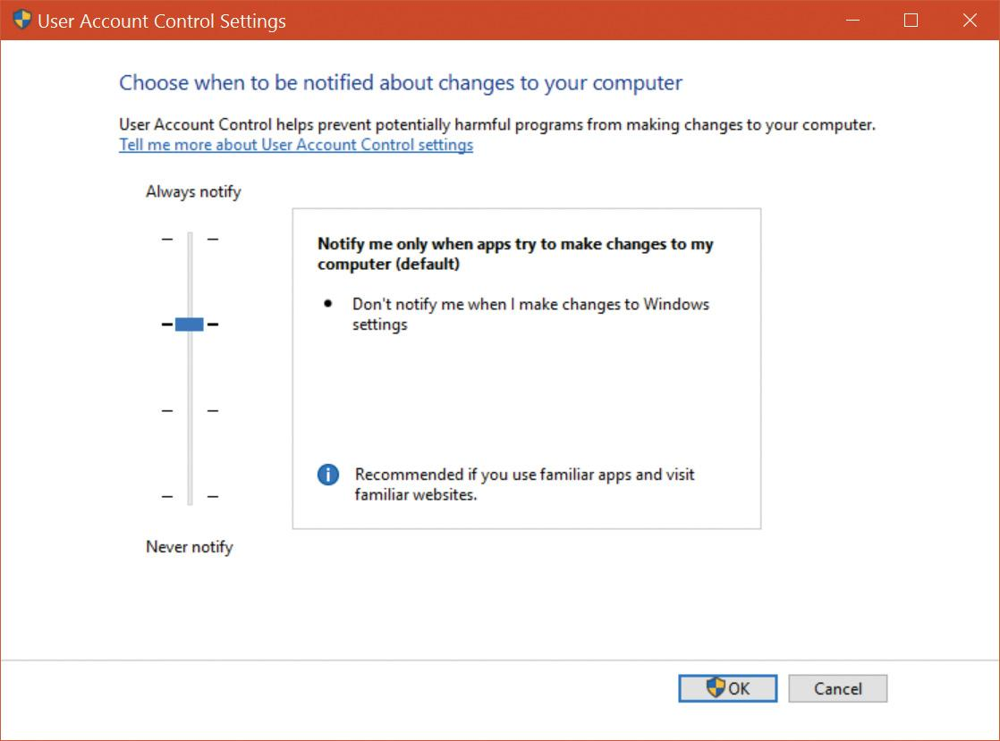 User Account Control Settings
Choose when to be notified about changes to your computer
User Account Control helps prevent potentially harmful programs from making changes to your computer.
Tell me more about User Account Control settings
Always notify
Notify me only when apps try to make changes to my
computer (default)
• Don't notify me when I make changes to Windows
settings
Recommended if you use familiar apps and visit
familiar websites.
Never notify
OK
Cancel